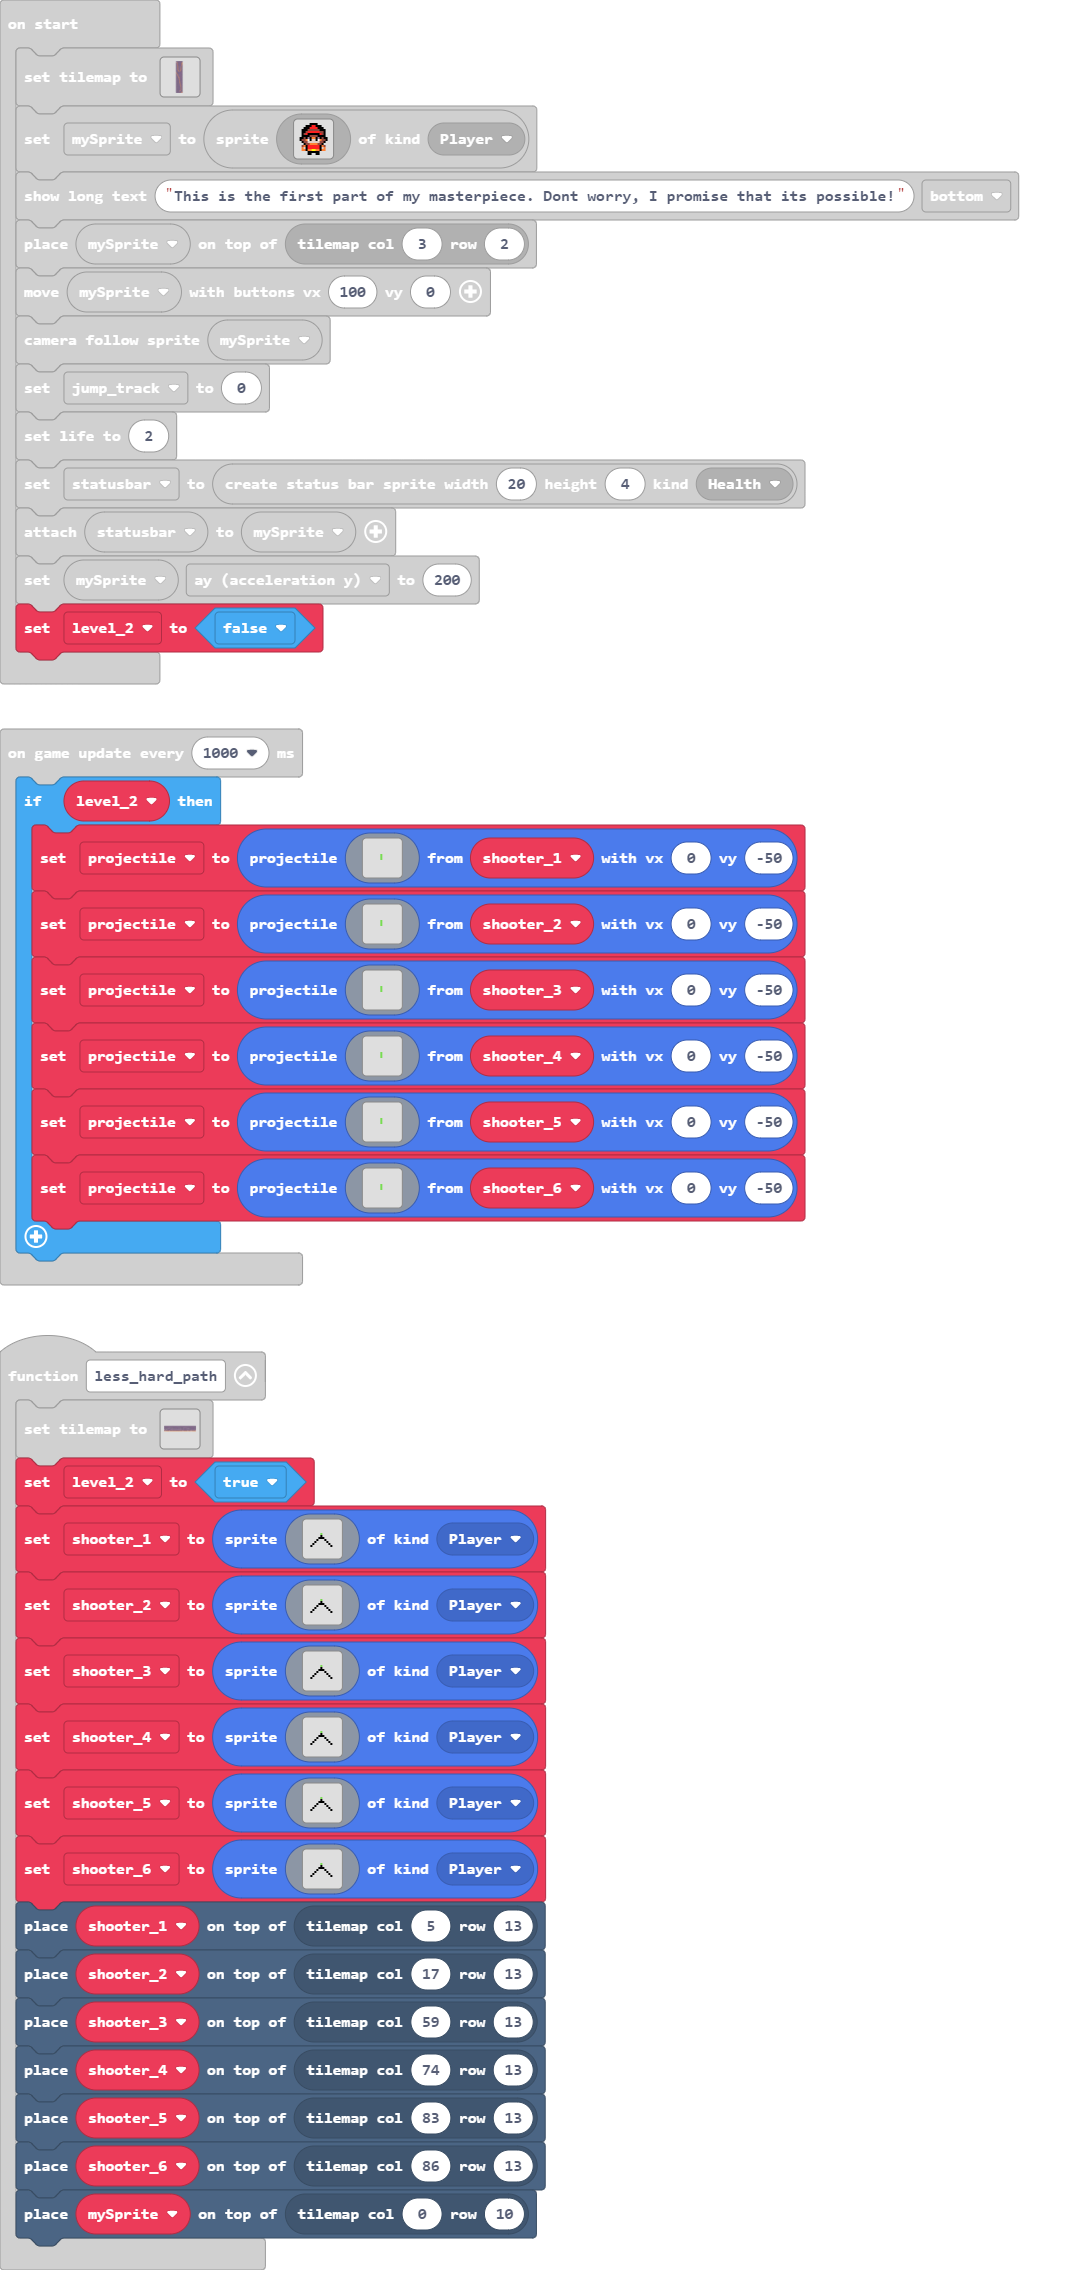 on start
set tilemap to
set mySprite to sprite of kind Player
show long text "This is the first part of my masterpiece. Dont worry, I promise that its possible!" bottom
place mySprite on top of tilemap col 3 row 2
move mySprite with buttons vx 100 vy 0
camera follow sprite mySprite
set jump_track to 0
set life to 2
set statusbar to create status bar sprite width 20 height 4 kind Health
attach statusbar to mySprite
set mySprite ay (acceleration y) to 200
set level_2 to false
on game update every 1000 ms
if level_2 then
set projectile to projectile from shooter_1 with vx 0 vy -50
set projectile to projectile from shooter_2 with vx 0 vy -50
set projectile to projectile from shooter_3 with vx 0 vy -50
set projectile to projectile from shooter_4 with vx 0 vy -50
set projectile to projectile from shooter_5 with vx 0 vy -50
set projectile to projectile from shooter_6 with vx 0 vy -50
function less_hard_path
set tilemap to
set level_2 to true
set shooter_1 to sprite of kind Player
set shooter_2 to sprite of kind Player
set shooter_3 to sprite of kind Player
set shooter_4 to sprite of kind Player
set shooter_5 to sprite of kind Player
set shooter_6 to sprite of kind Player
place shooter_1 on top of tilemap col 5 row 13
place shooter_2 on top of tilemap col 17 row 13
place shooter_3 on top of tilemap col 59 row 13
place shooter_4 on top of tilemap col 74 row 13
place shooter_5 on top of tilemap col 83 row 13
place shooter_6 on top of tilemap col 86 row 13
place mySprite on top of tilemap col 0 row 10